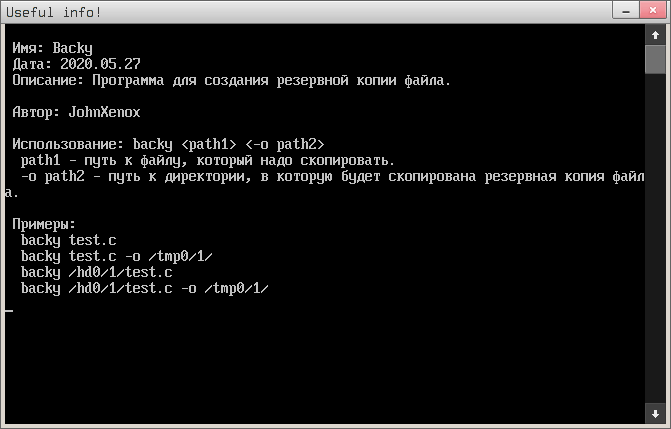 Useful info!
Имя: Backy
Дата: 2020.05.27
Описание: Программа для создания резервной копии файла.
Автор: JohnXenox
Использование: backy <path1> <-o path2>
path1 - путь к файлу, который надо скопировать.
-o path2 - путь к директории, в которую будет скопирована резервная копия файл
а.
Примеры:
backy test.c
backy test.c -o /tmp0/1/
backy /hd0/1/test.c
backy /hd0/1/test.c -o /tmp0/1/